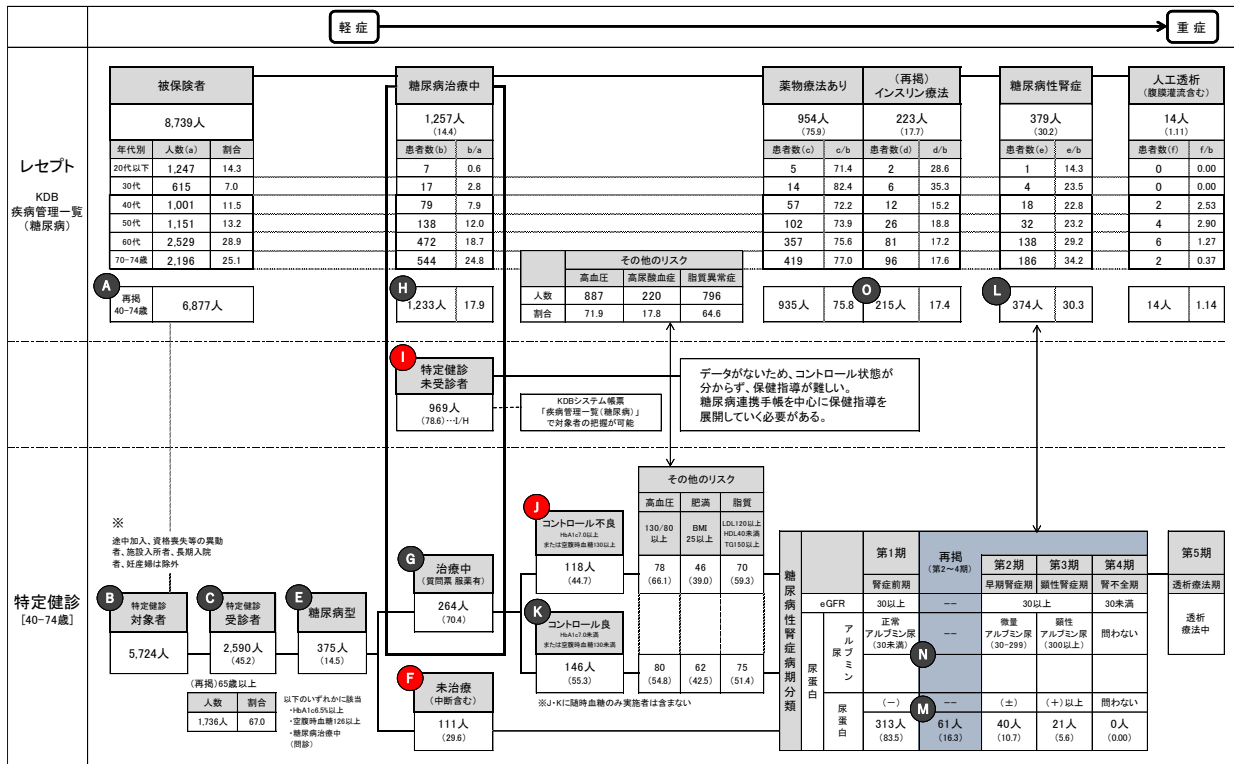 軽 症
重 症
レセプト
KDB
疾病管理一覧
（糖尿病）
被保険者
8,739人
年代別 人数(a) 割合
20代以下 1,247 14.3
30代 615 7.0
40代 1,001 11.5
50代 1,151 13.2
60代 2,529 28.9
70-74歳 2,196 25.1
A
再掲
40-74歳
6,877人
糖尿病治療中
1,257人
(14.4)
患者数(b) b/a
7 0.6
17 2.8
79 7.9
138 12.0
472 18.7
544 24.8
H
1,233人 17.9
その他のリスク
高血圧 高尿酸血症 脂質異常症
人数 887 220 796
割合 71.9 17.8 64.6
薬物療法あり
954人
(75.9)
患者数(c) c/b
5 71.4
14 82.4
57 72.2
102 73.9
357 75.6
419 77.0
935人 75.8
（再掲）
インスリン療法
223人
(17.7)
患者数(d) d/b
2 28.6
6 35.3
12 15.2
26 18.8
81 17.2
96 17.6
O
215人 17.4
糖尿病性腎症
379人
(30.2)
患者数(e) e/b
1 14.3
4 23.5
18 22.8
32 23.2
138 29.2
186 34.2
L
374人 30.3
人工透析
(腹膜灌流含む)
14人
(1.11)
患者数(f) f/b
0 0.00
0 0.00
2 2.53
4 2.90
6 1.27
2 0.37
14人 1.14
I
特定健診
未受診者
969人
(78.6)…I/H
KDBシステム帳票
「疾病管理一覧(糖尿病)」
で対象者の把握が可能
データがないため、コントロール状態が
分からず、保健指導が難しい。
糖尿病連携手帳を中心に保健指導を
展開していく必要がある。
特定健診
[40-74歳]
※
途中加入、資格喪失等の異動
者、施設入所者、長期入院
者、妊産婦は除外
B
特定健診
対象者
5,724人
C
特定健診
受診者
2,590人
(45.2)
(再掲)65歳以上
人数 割合
1,736人 67.0
E
糖尿病型
375人
(14.5)
以下のいずれかに該当
・HbA1c6.5%以上
・空腹時血糖126以上
・糖尿病治療中
(問診)
G
治療中
(質問票 服薬有)
264人
(70.4)
F
未治療
(中断含む)
111人
(29.6)
J
コントロール不良
HbA1c7.0以上
または空腹時血糖130以上
118人
(44.7)
K
コントロール良
HbA1c7.0未満
または空腹時血糖130未満
146人
(55.3)
その他のリスク
高血圧 肥満 脂質
130/80
以上
BMI
25以上
LDL120以上
HDL40未満
TG150以上
78 46 70
(66.1) (39.0) (59.3)
80 62 75
(54.8) (42.5) (51.4)
※J・Kに随時血糖のみ実施者は含まない
糖尿病性腎症病期分類
第1期
腎症前期
再掲
(第2～4期)
第2期
早期腎症期
第3期
顕性腎症期
第4期
腎不全期
第5期
透析療法期
eGFR 30以上 -- 30以上 30未満
尿蛋白
尿アルブミン
正常
アルブミン尿
(30未満)
--
微量
アルブミン尿
(30-299)
顕性
アルブミン尿
(300以上)
問わない
透析
療法中
N
尿蛋白
(－) -- (±) (＋)以上 問わない
M
313人 61人 40人 21人 0人
(83.5) (16.3) (10.7) (5.6) (0.00)